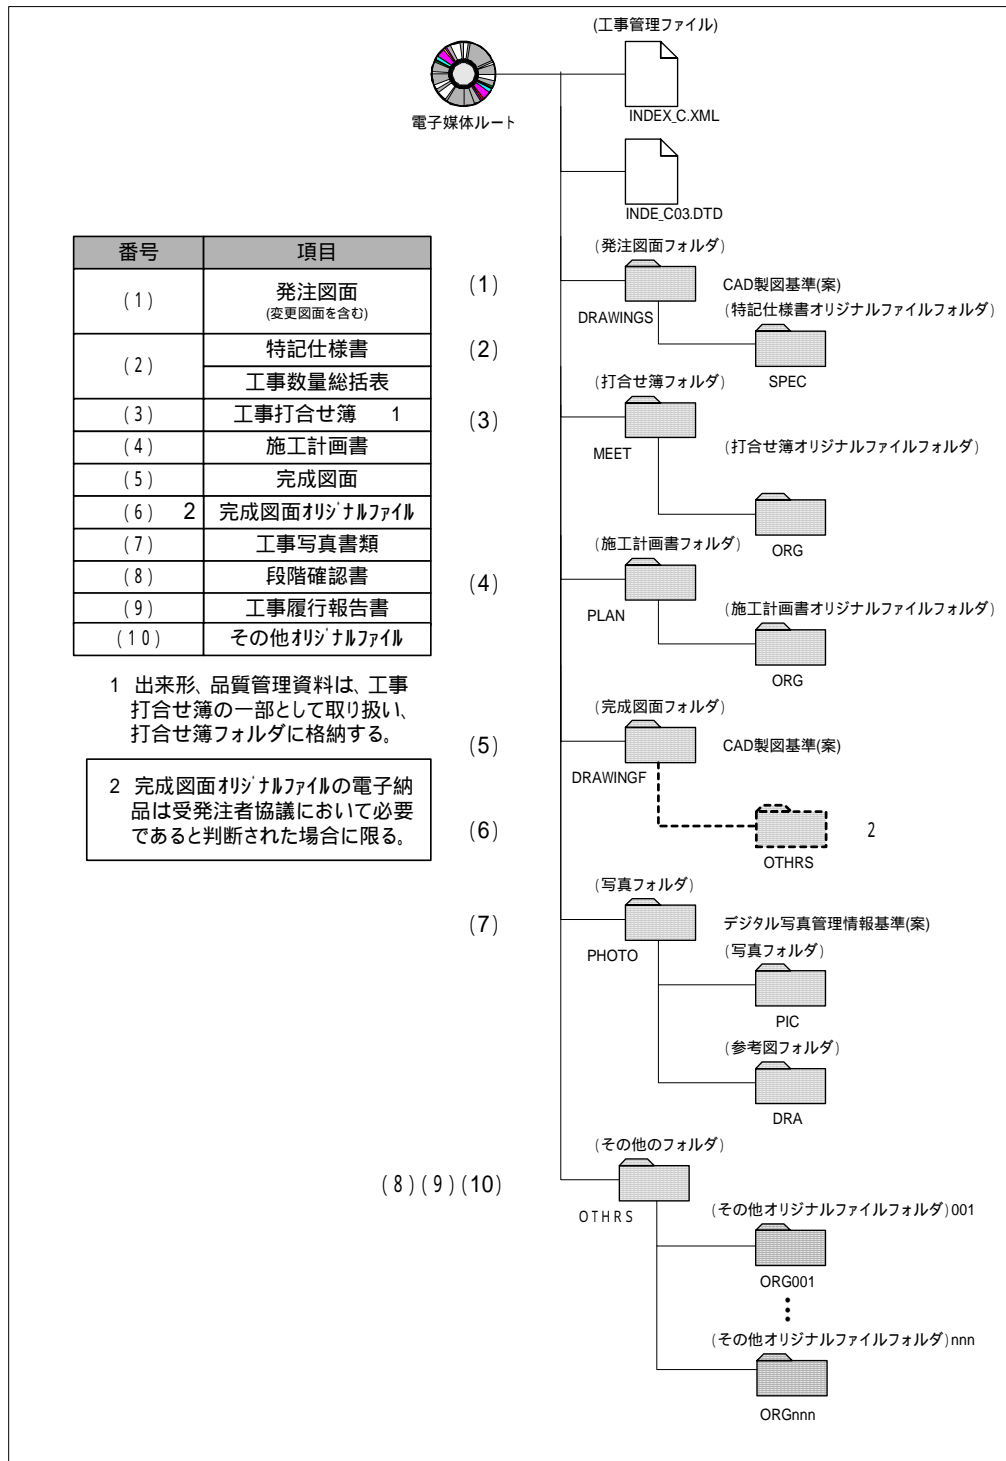 (工事管理ファイル)
電子媒体ルート
INDEX_C.XML
INDE_C03.DTD
番号 項目
(1) 発注図面
(変更図面を含む)
(2) 特記仕様書
工事数量総括表
(3) 工事打合せ簿 1
(4) 施工計画書
(5) 完成図面
(6) 2 完成図面オリジナルファイル
(7) 工事写真書類
(8) 段階確認書
(9) 工事履行報告書
(10) その他オリジナルファイル
1 出来形、品質管理資料は、工事
打合せ簿の一部として取り扱い、
打合せ簿フォルダに格納する。
2 完成図面オリジナルファイルの電子納
品は受発注者協議において必要
であると判断された場合に限る。
(発注図面フォルダ)
(1) CAD製図基準(案)
DRAWINGS (特記仕様書オリジナルファイルフォルダ)
(2)
SPEC
(打合せ簿フォルダ)
(3)
MEET (打合せ簿オリジナルファイルフォルダ)
ORG
(施工計画書フォルダ)
(4)
PLAN (施工計画書オリジナルファイルフォルダ)
ORG
(完成図面フォルダ)
(5) CAD製図基準(案)
DRAWINGF
(6) 2
OTHRS
(写真フォルダ)
(7) デジタル写真管理情報基準(案)
PHOTO (写真フォルダ)
PIC
(参考図フォルダ)
DRA
(その他のフォルダ)
(8)(9)(10)
OTHRS (その他オリジナルファイルフォルダ)001
ORG001
(その他オリジナルファイルフォルダ)nnn
ORGnnn